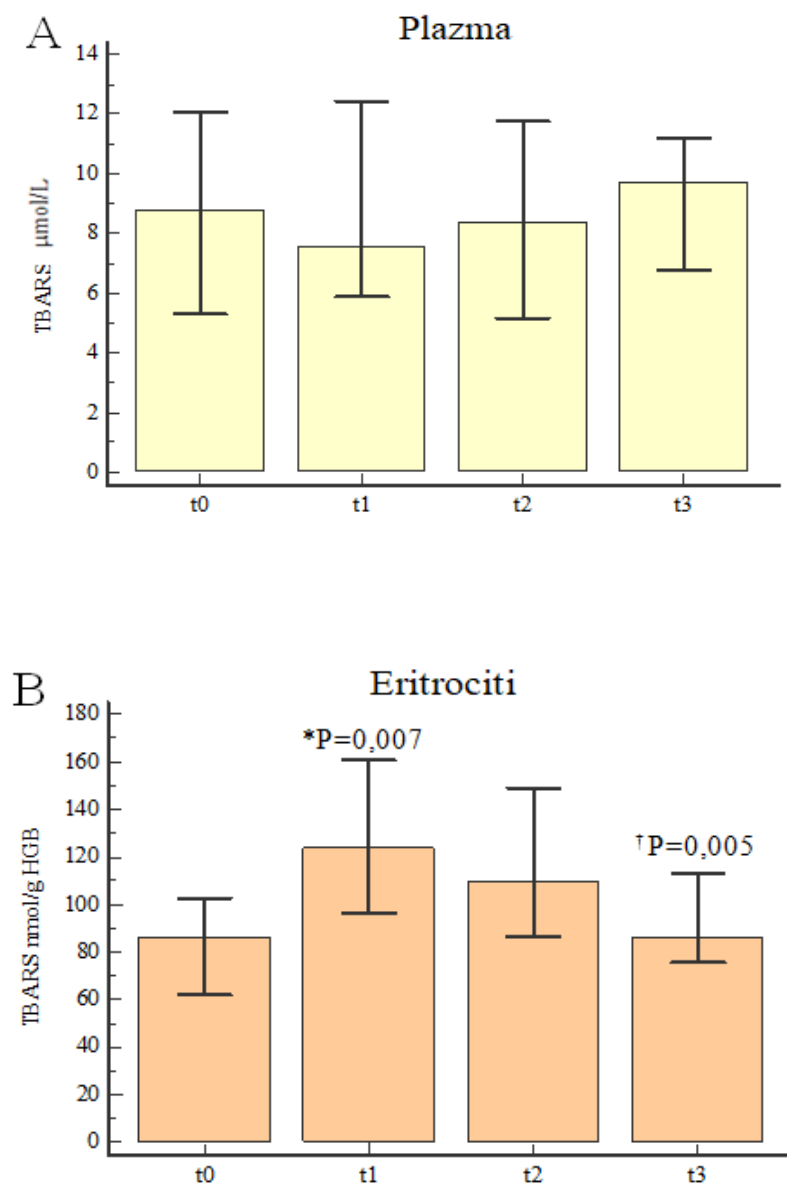 A
Plazma
TBARS μmol/L
14
12
10
8
6
4
2
0
t0 t1 t2 t3
B
Eritrociti
TBARS nmol/g HGB
180
160
140
120
100
80
60
40
20
0
*P=0,007
†P=0,005
t0 t1 t2 t3